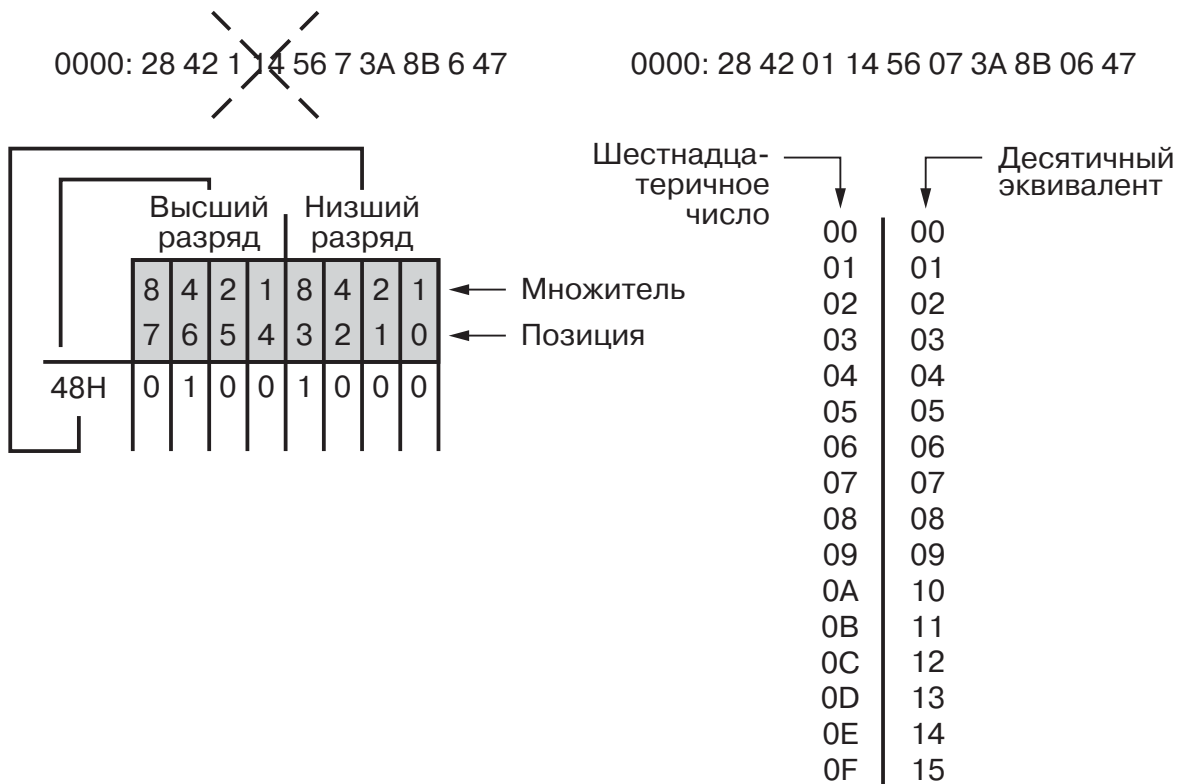 0000: 28 42 1 14 56 7 3A 8B 6 47
0000: 28 42 01 14 56 07 3A 8B 06 47
Высший разряд
Низший разряд
8 4 2 1 8 4 2 1
Множитель
7 6 5 4 3 2 1 0
Позиция
48H 0 1 0 0 1 0 0 0
Шестнадца-
теричное
число
Десятичный
эквивалент
00 00
01 01
02 02
03 03
04 04
05 05
06 06
07 07
08 08
09 09
0A 10
0B 11
0C 12
0D 13
0E 14
0F 15